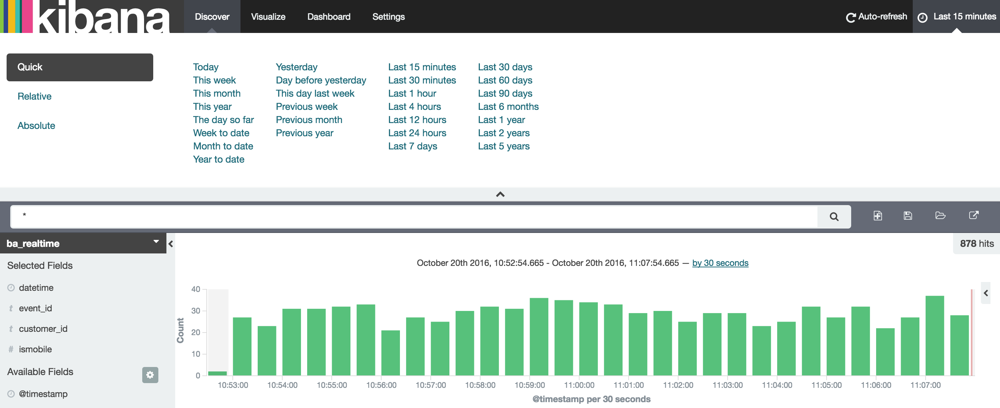 kibana
Discover Visualize Dashboard Settings Auto-refresh Last 15 minutes
Quick
Relative
Absolute
Today
This week
This month
This year
The day so far
Week to date
Month to date
Year to date
Yesterday
Day before yesterday
This day last week
Previous week
Previous month
Previous year
Last 15 minutes
Last 30 minutes
Last 1 hour
Last 4 hours
Last 12 hours
Last 24 hours
Last 7 days
Last 30 days
Last 60 days
Last 90 days
Last 6 months
Last 1 year
Last 2 years
Last 5 years
*
ba_realtime
Selected Fields
datetime
t event_id
t customer_id
# ismobile
Available Fields
@timestamp
878 hits
October 20th 2016, 10:52:54.665 - October 20th 2016, 11:07:54.665 — by 30 seconds
Count
40
30
20
10
0
10:53:00 10:54:00 10:55:00 10:56:00 10:57:00 10:58:00 10:59:00 11:00:00 11:01:00 11:02:00 11:03:00 11:04:00 11:05:00 11:06:00 11:07:00
@timestamp per 30 seconds